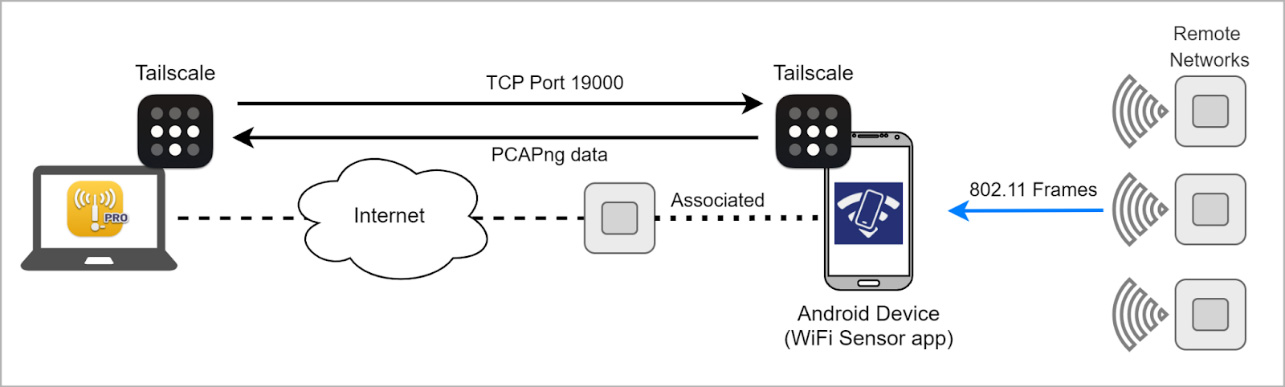 Remote
Networks
Tailscale
Tailscale
TCP Port 19000
PCAPng data
PRO
Internet
Associated
802.11 Frames
Android Device
(WiFi Sensor app)